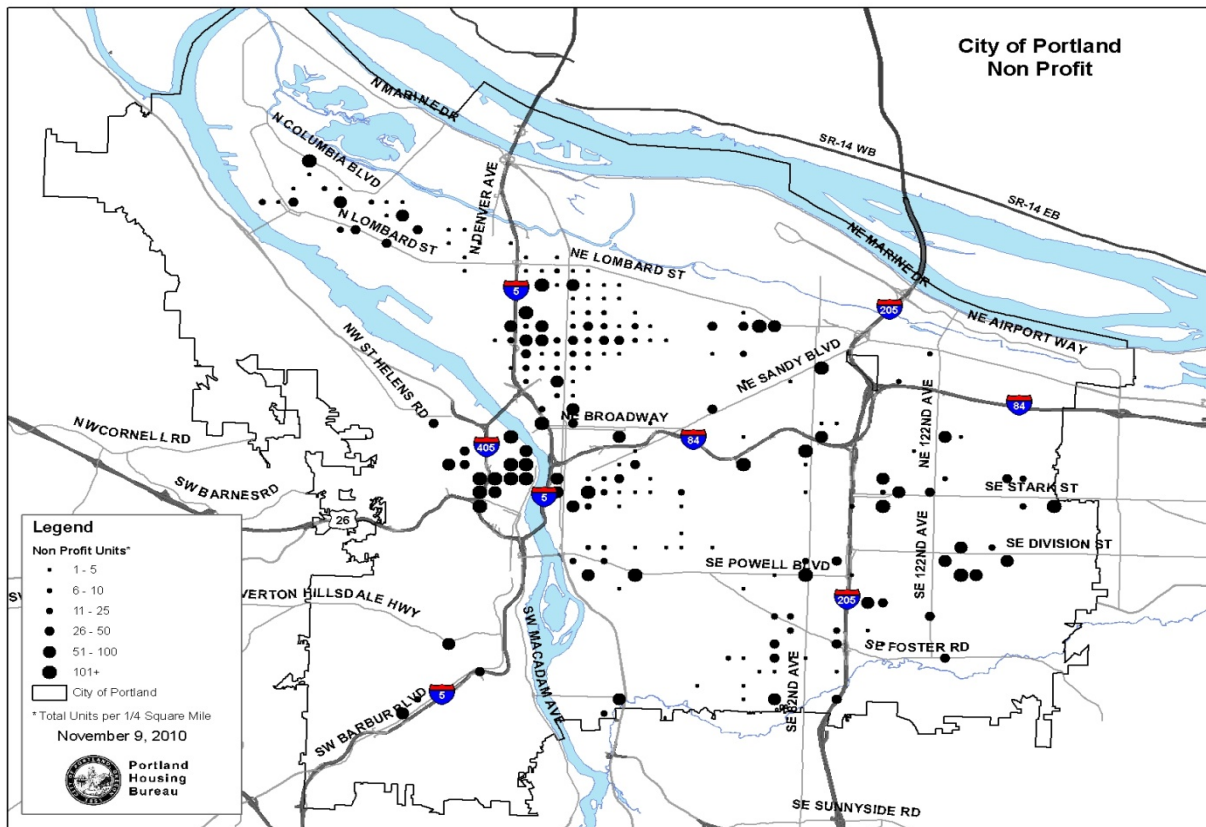 City of Portland
Non Profit
N MARINE DR
N COLUMBIA BLVD
N DENVER AVE
SR-14 WB
SR-14 EB
N LOMBARD ST
NE LOMBARD ST
NE MARINE DR
5
205
NE AIRPORT WAY
NW ST HELENS RD
NE SANDY BLVD
NE 122ND AVE
84
NE BROADWAY
NW CORNELL RD
405
84
SW BARNES RD
5
SE STARK ST
26
SE 122ND AVE
SE DIVISION ST
SE POWELL BLVD
205
VERTON HILLSDALE HWY
SW MACADAM AVE
SE FOSTER RD
SE 82ND AVE
5
SW BARBUR BLVD
SE SUNNYSIDE RD
Legend
Non Profit Units*
1 - 5
6 - 10
11 - 25
26 - 50
51 - 100
101+
City of Portland
* Total Units per 1/4 Square Mile
November 9, 2010
Portland
Housing
Bureau